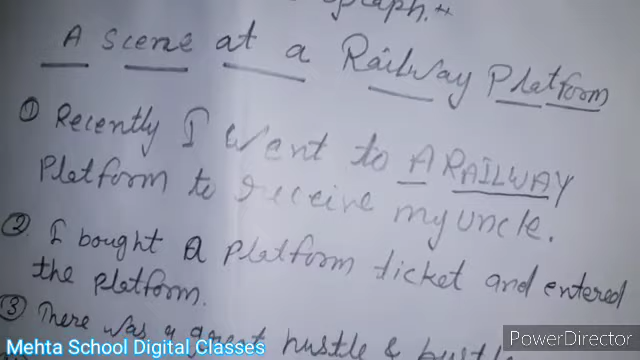 graph.
A Scene at a Railway Platform
① Recently I went to A RAILWAY
Platform to receive my uncle.
② I bought a platform ticket and entered
the platform.
③ There was a great hustle & bustle
Mehta School Digital Classes
PowerDirector